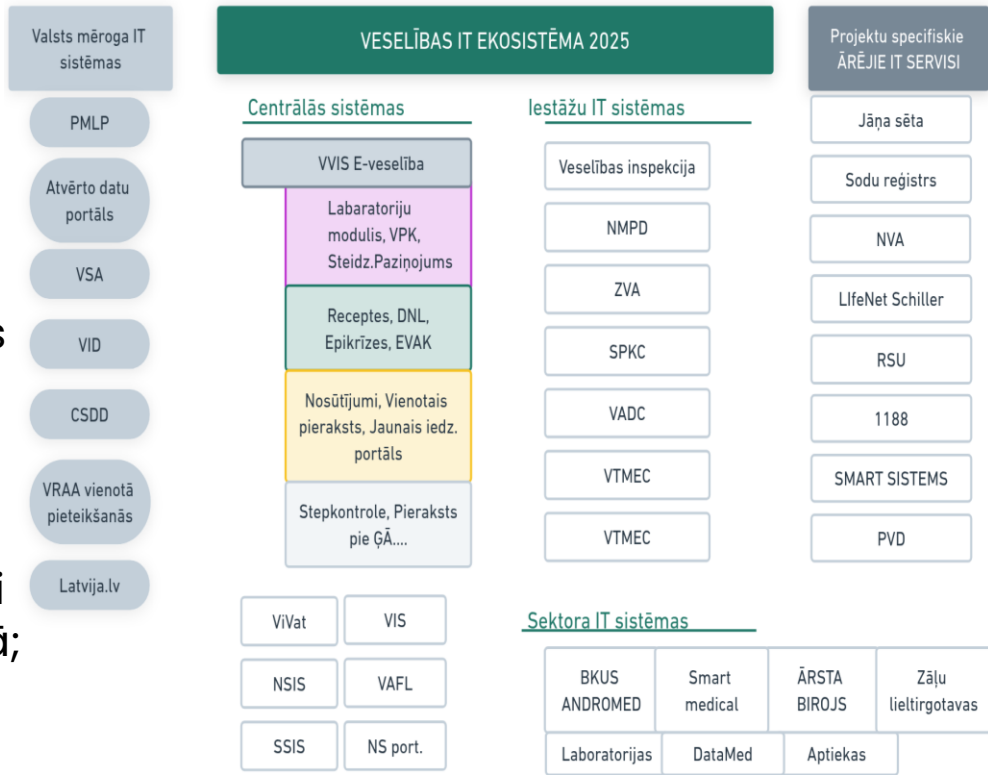 Valsts mēroga IT
sistēmas
PMLP
Atvērto datu
portāls
VSA
VID
CSDD
VRAA vienotā
pieteikšanās
Latvija.lv
s
i
ā;
VESELĪBAS IT EKOSISTĒMA 2025
Centrālās sistēmas
VVIS E-veselība
Labaratoriju
modulis, VPK,
Steidz.Paziņojums
Receptes, DNL,
Epikrīzes, EVAK
Nosūtījumi, Vienotais
pieraksts, Jaunais iedz.
portāls
Stepkontrole, Pieraksts
pie ĢĀ....
ViVat
VIS
NSIS
VAFL
SSIS
NS port.
Iestāžu IT sistēmas
Veselības inspekcija
NMPD
ZVA
SPKC
VADC
VTMEC
VTMEC
Projektu specifiskie
ĀRĒJIE IT SERVISI
Jāņa sēta
Sodu reģistrs
NVA
LIfeNet Schiller
RSU
1188
SMART SISTEMS
PVD
Sektora IT sistēmas
BKUS
ANDROMED
Smart
medical
ĀRSTA
BIROJS
Zāļu
lieltirgotavas
Laboratorijas
DataMed
Aptiekas